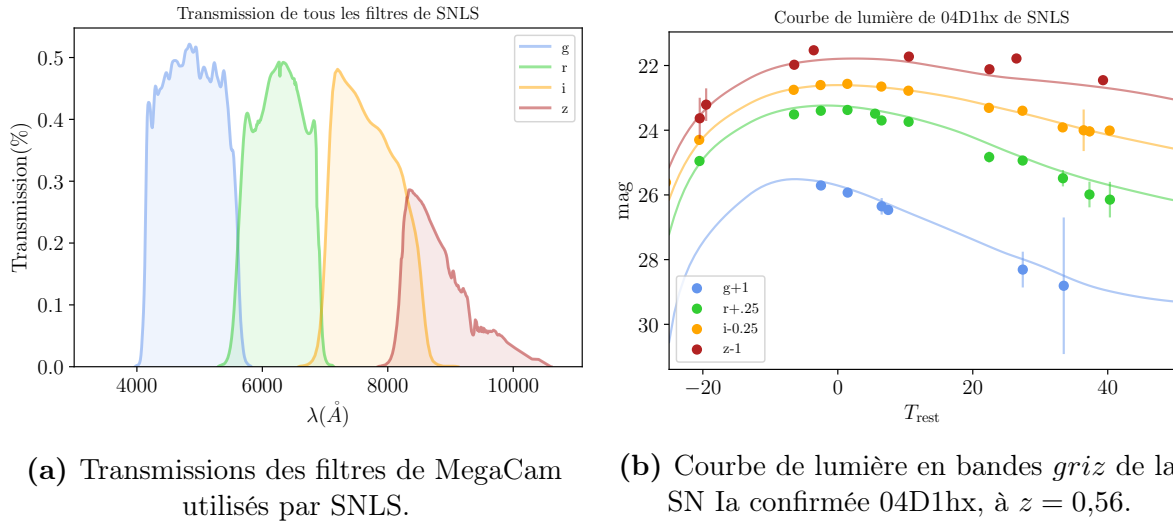 Transmission de tous les filtres de SNLS
Transmission(%)
0.5
0.4
0.3
0.2
0.1
0.0
g
r
i
z
4000
6000
8000
10000
λ(Å)
(a) Transmissions des filtres de MegaCam
utilisés par SNLS.
Courbe de lumière de 04D1hx de SNLS
mag
22
24
26
28
30
g+1
r+.25
i-0.25
z-1
−20
0
20
40
T_rest
(b) Courbe de lumière en bandes griz de la
SN Ia confirmée 04D1hx, à z = 0,56.